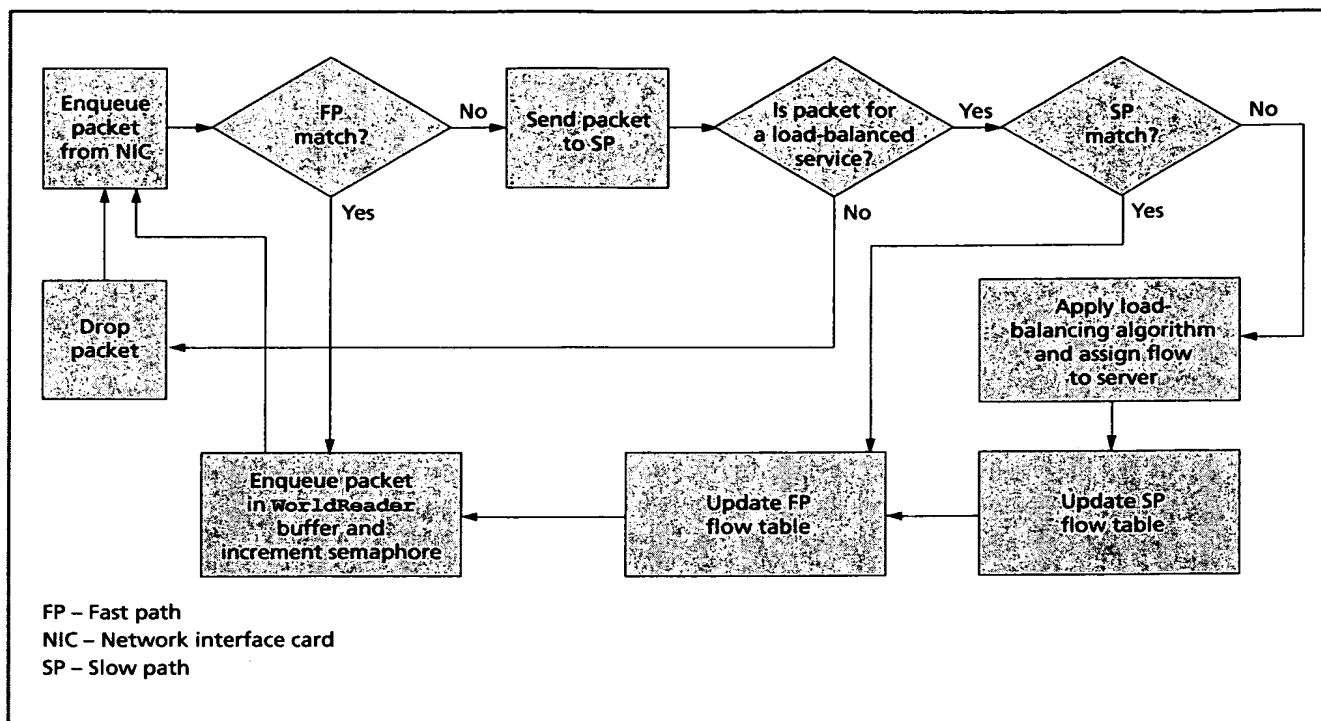 Enqueue
packet
from NIC
FP
match?
No
Yes
Send packet
to SP
Is packet for
a load-balanced
service?
Yes
No
SP
match?
No
Yes
Drop
packet
Apply load-
balancing algorithm
and assign flow
to server
Enqueue packet
in WorldReader
buffer and
increment semaphore
Update FP
flow table
Update SP
flow table
FP – Fast path
NIC – Network interface card
SP – Slow path